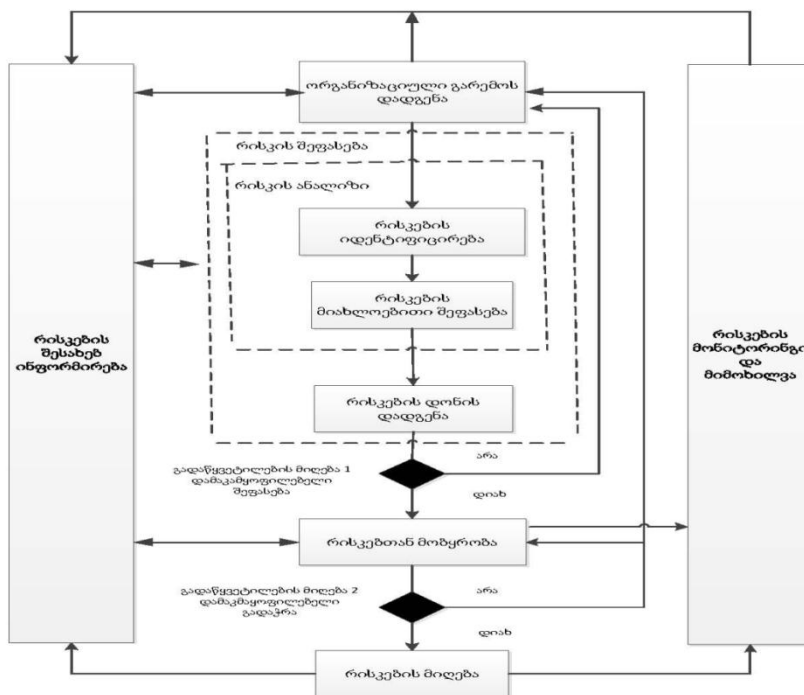 ორგანიზაციული გარემოს
დადგენა
რისკის შეფასება
რისკის ანალიზი
რისკების
იდენტიფიცირება
რისკების
მიახლოებითი შეფასება
რისკების
შესახებ
ინფორმირება
რისკების
მონიტორინგი
და
მიმოხილვა
რისკების დონის
დადგენა
არა
გადაწყვეტილების მიღება 1
დამაკამყოფილებელი
შეფასება
დიახ
რისკებთან მოპყრობა
გადაწყვეტილების მიღება 2
დამაკმაყოფილებელი
გადაჭრა
არა
დიახ
რისკების მიღება